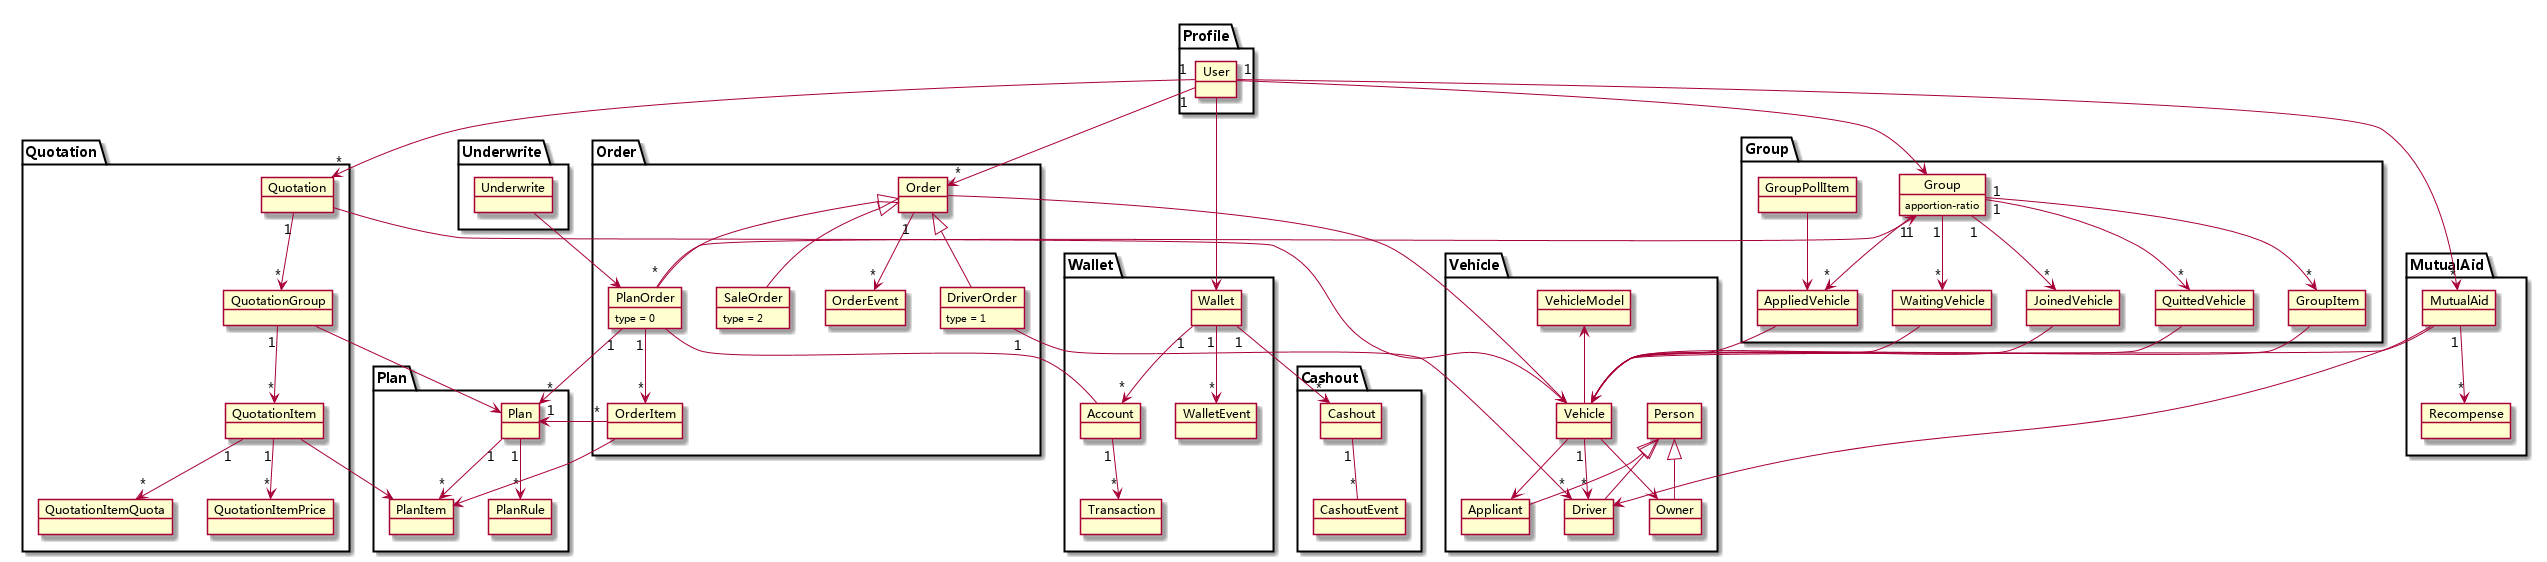 Profile
User
1
1
1
Quotation
Quotation
*
1
*
QuotationGroup
1
*
QuotationItem
1
1
*
*
QuotationItemQuota
QuotationItemPrice
Underwrite
Underwrite
Order
*
Order
1
*
*
PlanOrder
type = 0
SaleOrder
type = 2
OrderEvent
DriverOrder
type = 1
1
1
1
*
*
*
OrderItem
Plan
Plan
1
1
1
*
*
PlanItem
PlanRule
Wallet
Wallet
1
1
1
*
*
*
Account
WalletEvent
1
*
Transaction
Cashout
Cashout
1
*
CashoutEvent
Vehicle
VehicleModel
Vehicle
Person
1
*
*
Applicant
Driver
Owner
Group
GroupPollItem
Group
apportion-ratio
1
1
1
1
1
1
*
*
*
*
*
AppliedVehicle
WaitingVehicle
JoinedVehicle
QuittedVehicle
GroupItem
MutualAid
*
MutualAid
1
*
Recompense